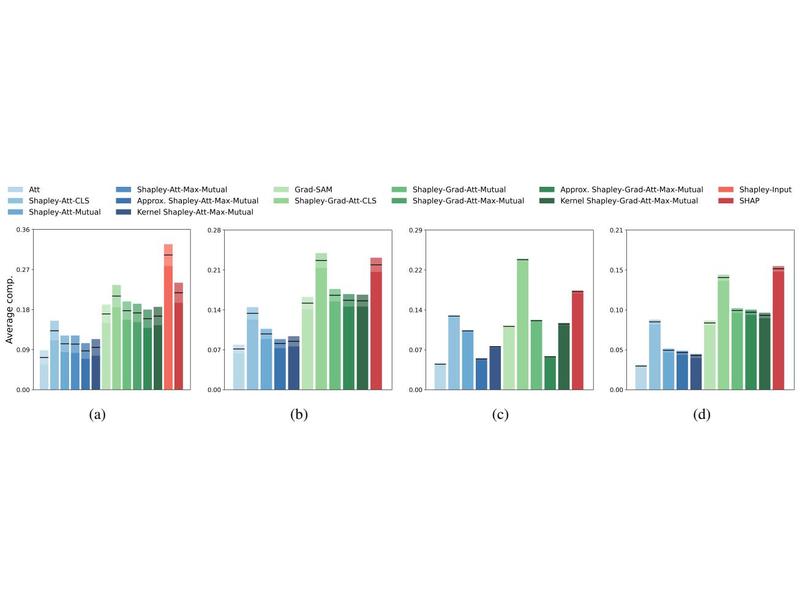 Att
Shapley-Att-CLS
Shapley-Att-Mutual
Shapley-Att-Max-Mutual
Approx. Shapley-Att-Max-Mutual
Kernel Shapley-Att-Max-Mutual
Grad-SAM
Shapley-Grad-Att-CLS
Shapley-Grad-Att-Mutual
Shapley-Grad-Att-Max-Mutual
Approx. Shapley-Grad-Att-Max-Mutual
Kernel Shapley-Grad-Att-Max-Mutual
Shapley-Input
SHAP
Average comp.
0.36
0.27
0.18
0.09
0.00
(a)
0.28
0.21
0.14
0.07
0.00
(b)
0.29
0.22
0.14
0.07
0.00
(c)
0.21
0.15
0.10
0.05
0.00
(d)